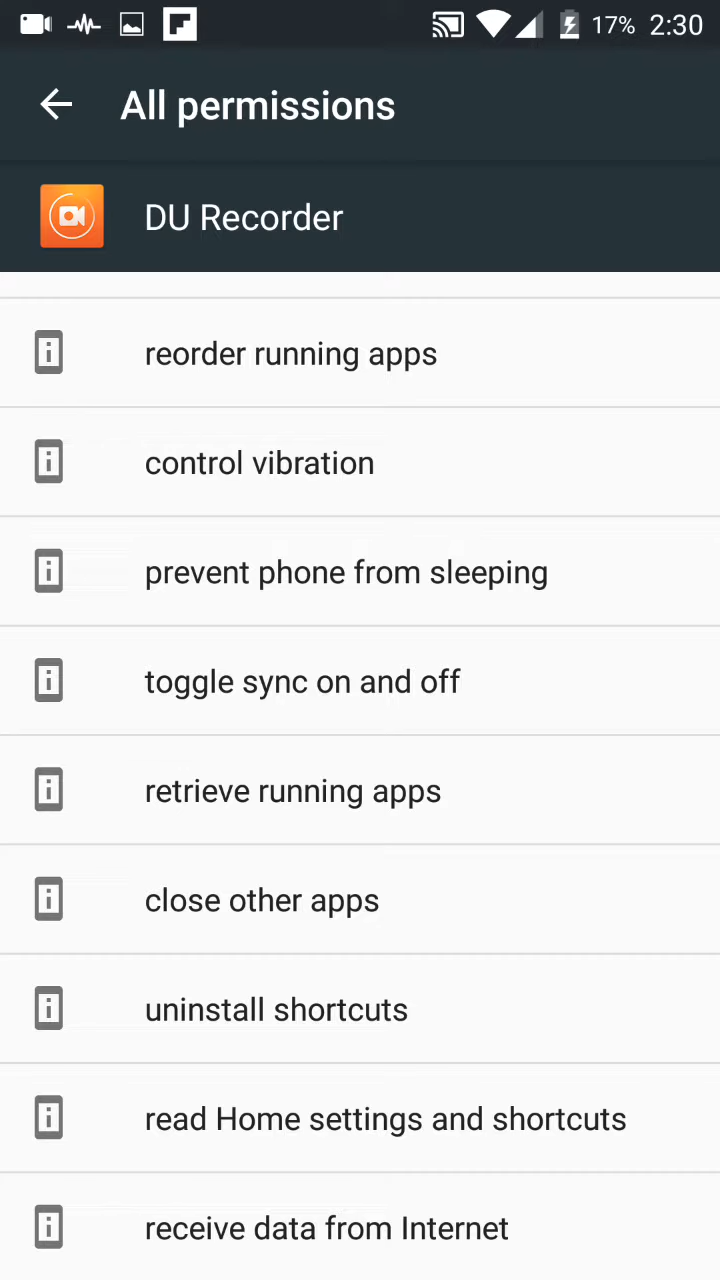 17% 2:30
All permissions
DU Recorder
reorder running apps
control vibration
prevent phone from sleeping
toggle sync on and off
retrieve running apps
close other apps
uninstall shortcuts
read Home settings and shortcuts
receive data from Internet